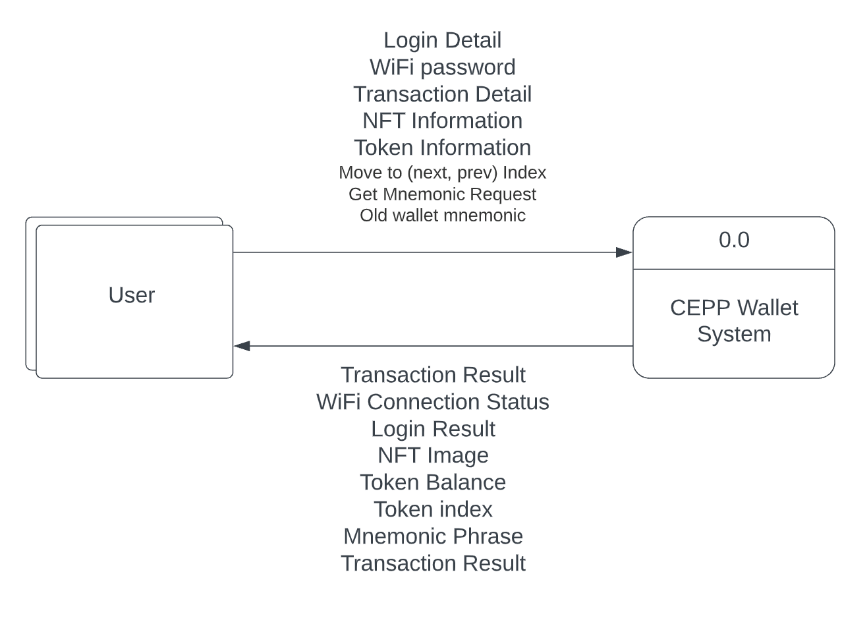 Login Detail
WiFi password
Transaction Detail
NFT Information
Token Information
Move to (next, prev) Index
Get Mnemonic Request
Old wallet mnemonic
User
0.0
CEPP Wallet
System
Transaction Result
WiFi Connection Status
Login Result
NFT Image
Token Balance
Token index
Mnemonic Phrase
Transaction Result